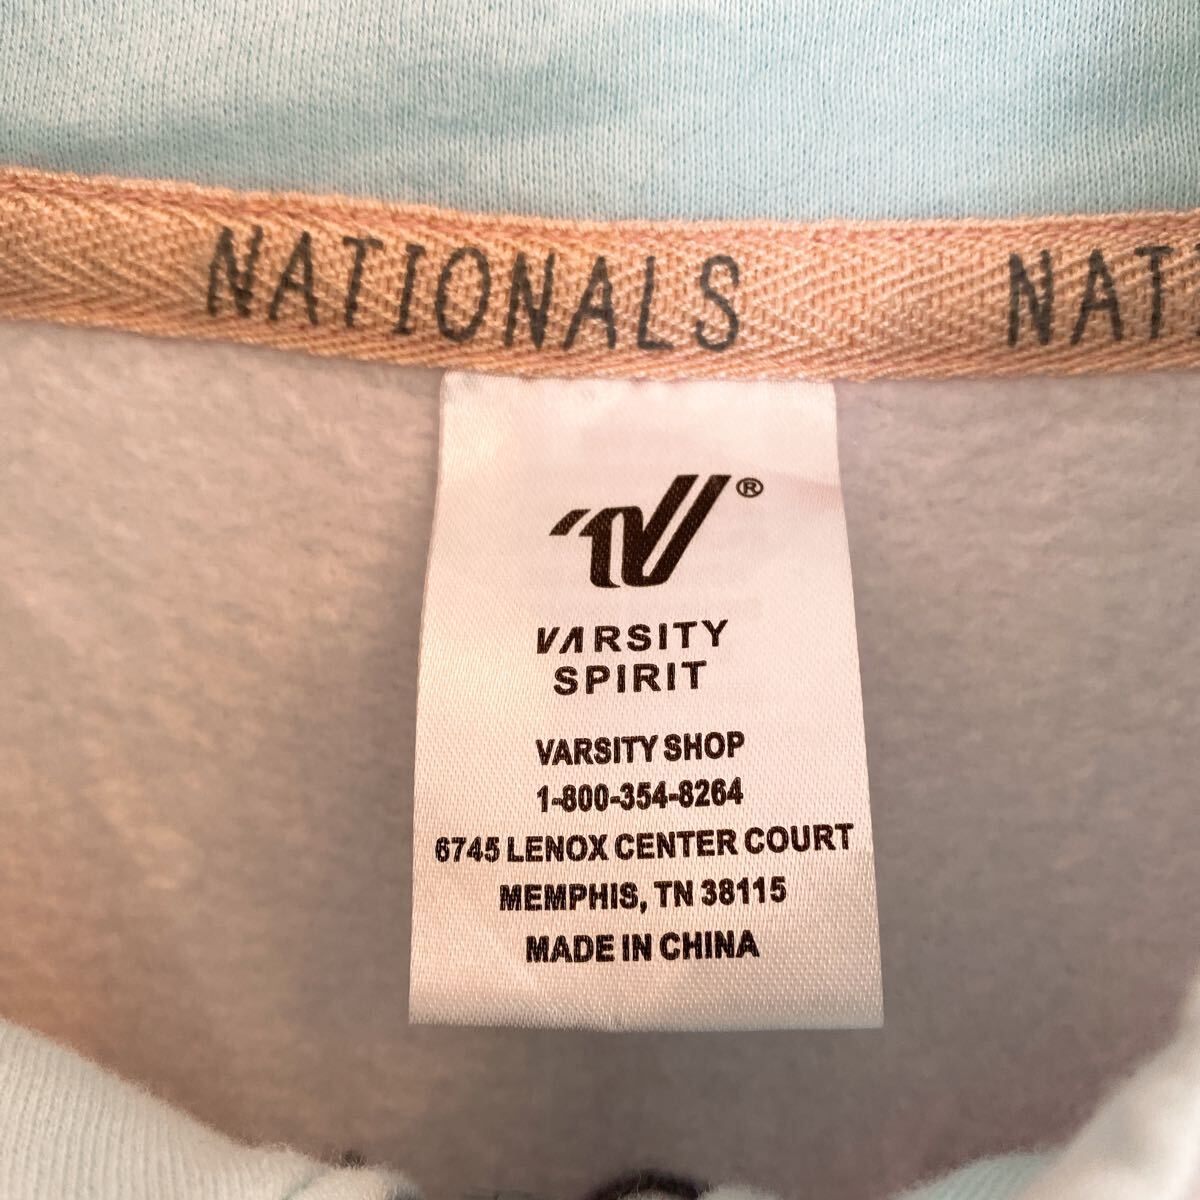 NATIONALS NAT
®
VARSITY
SPIRIT
VARSITY SHOP
1-800-354-8264
6745 LENOX CENTER COURT
MEMPHIS, TN 38115
MADE IN CHINA